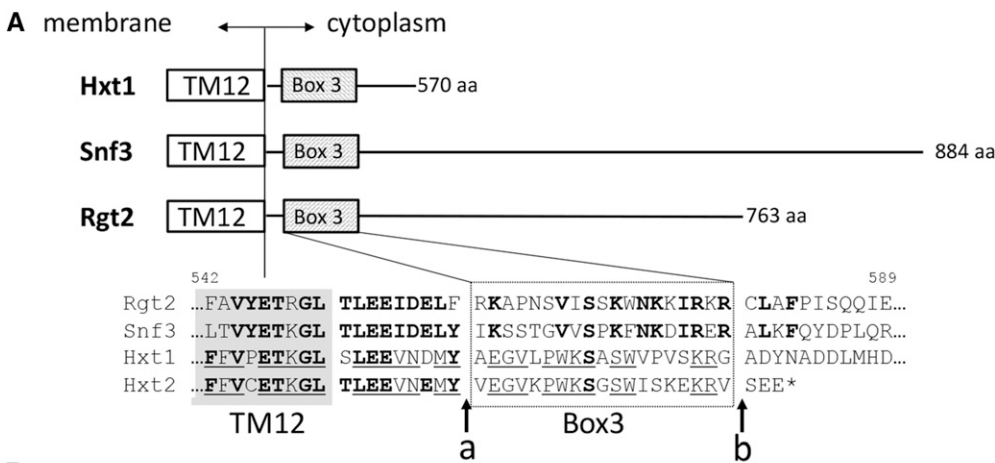 A membrane cytoplasm
Hxt1 TM12 Box 3 570 aa
Snf3 TM12 Box 3 884 aa
Rgt2 TM12 Box 3 763 aa
542 589
Rgt2 ...FAVYETRGL TLEEIDELF RKAPNSVISSKWNKKIRKR CLAFPISQQIE...
Snf3 ...LTVYETKGL TLEEIDELY IKSSTGVVSPKFNKDIRER ALKFQYDPLQR...
Hxt1 ...FFVPETKGL SLEEVNDMY AEGVLPWKSASWVPVSKRG ADYNADDLMHD...
Hxt2 ...FFVCETKGL TLEEVNEMY VEGVKPWKSGSWISKEKRV SEE*
TM12 Box3
a b